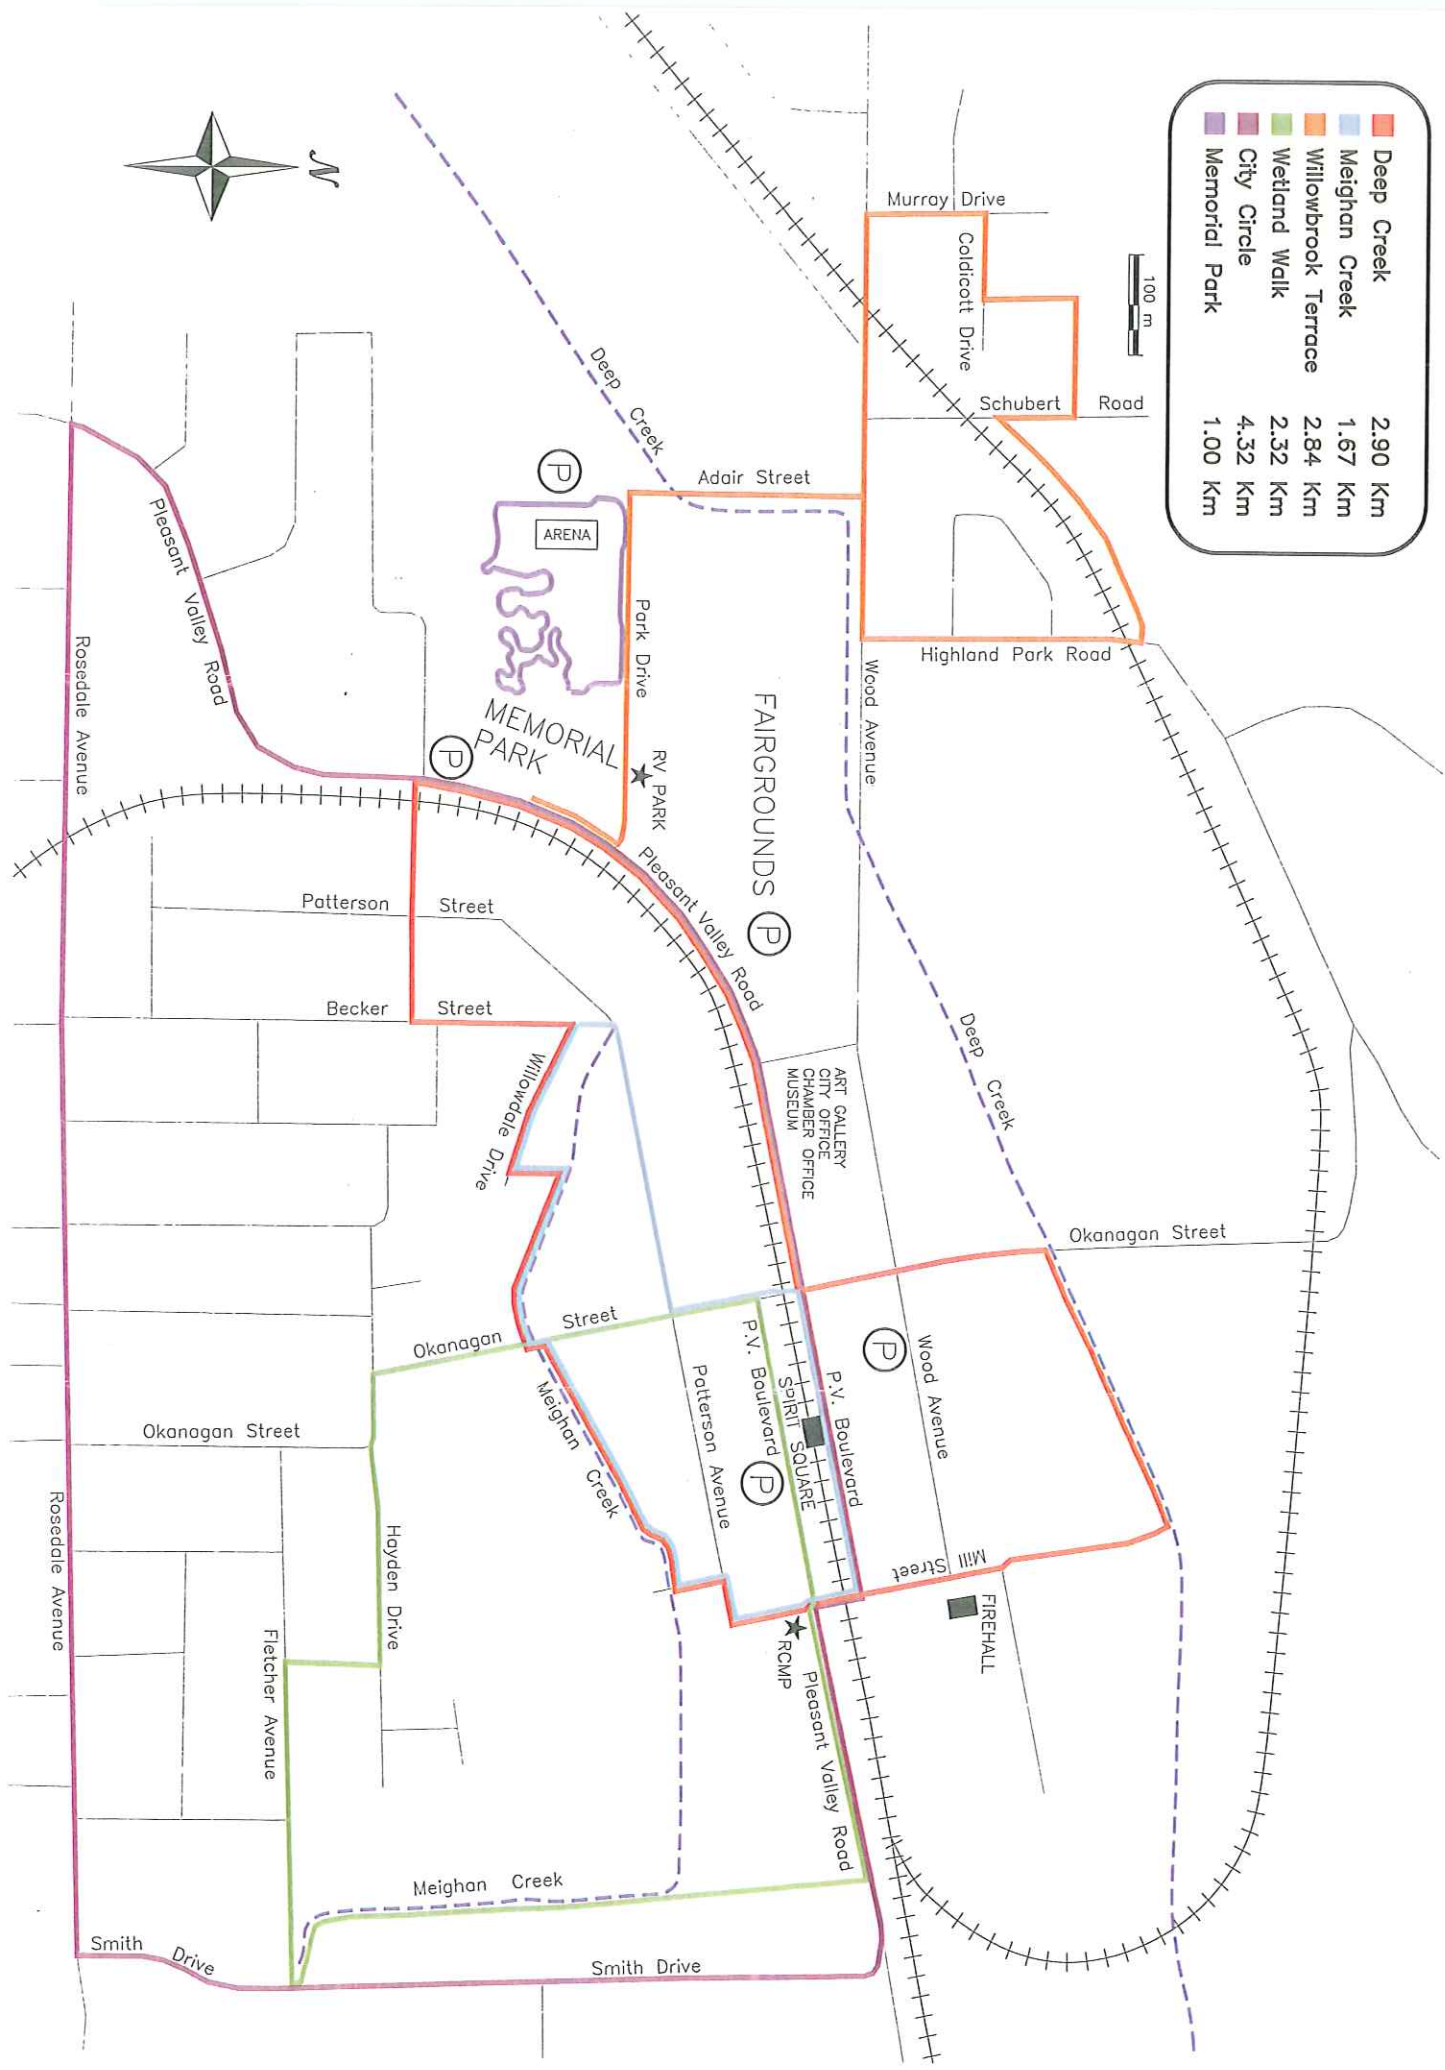 Deep Creek 2.90 Km
Meighan Creek 1.67 Km
Willowbrook Terrace 2.84 Km
Wetland Walk 2.32 Km
City Circle 4.32 Km
Memorial Park 1.00 Km
100 m
N
Murray Drive
Coldicott Drive
Schubert Road
Highland Park Road
Adair Street
Deep Creek
Wood Avenue
Park Drive
ARENA
P
MEMORIAL PARK
RV PARK
FAIRGROUNDS
P
P
Pleasant Valley Road
Rosedale Avenue
Pleasant Valley Road
Patterson Street
Becker Street
Willowdale Drive
ART GALLERY
CITY OFFICE
CHAMBER OFFICE
MUSEUM
Deep Creek
Okanagan Street
Wood Avenue
P
P.V. Boulevard
SPIRIT SQUARE
P.V. Boulevard
P
Patterson Avenue
Okanagan Street
Meighan Creek
Okanagan Street
Mill Street
FIREHALL
RCMP
Pleasant Valley Road
Hayden Drive
Fletcher Avenue
Rosedale Avenue
Meighan Creek
Smith Drive
Smith Drive